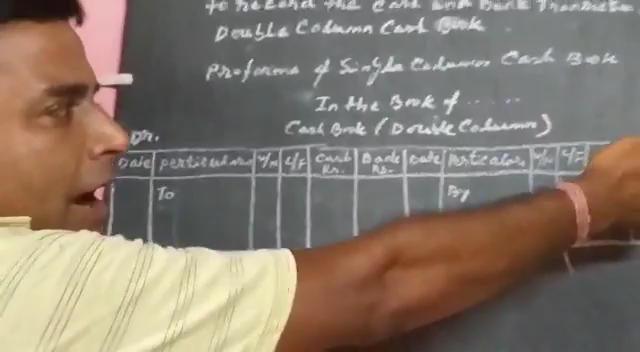 to record the Cash and Bank Transactio
Double Column Cash Book
Proforma of Single Column Cash Book
In the Book of ......
Cash Book (Double Column)
Dr.
Date Particulars V/N L/F Cash Rs. Bank Rs. Date Particulars V/N L/F
To By